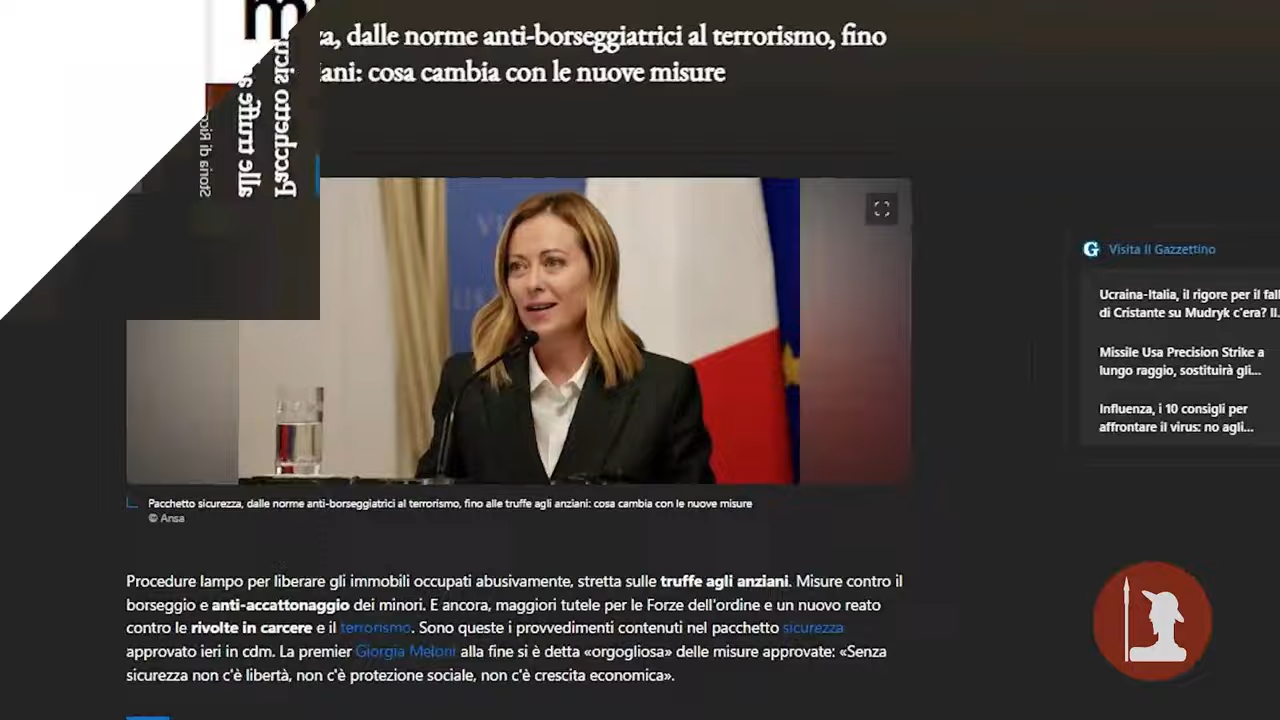 m
Pacchetto sicu
alle truffe a
Storia di Ric
za, dalle norme anti-borseggiatrici al terrorismo, fino
iani: cosa cambia con le nuove misure
G Visita Il Gazzettino
Ucraina-Italia, il rigore per il fall
di Cristante su Mudryk c'era? Il...
Missile Usa Precision Strike a
lungo raggio, sostituirà gli...
Influenza, i 10 consigli per
affrontare il virus: no agli...
Pacchetto sicurezza, dalle norme anti-borseggiatrici al terrorismo, fino alle truffe agli anziani: cosa cambia con le nuove misure
© Ansa
Procedure lampo per liberare gli immobili occupati abusivamente, stretta sulle truffe agli anziani. Misure contro il
borseggio e anti-accattonaggio dei minori. E ancora, maggiori tutele per le Forze dell'ordine e un nuovo reato
contro le rivolte in carcere e il terrorismo. Sono queste i provvedimenti contenuti nel pacchetto sicurezza
approvato ieri in cdm. La premier Giorgia Meloni alla fine si è detta «orgogliosa» delle misure approvate: «Senza
sicurezza non c'è libertà, non c'è protezione sociale, non c'è crescita economica».